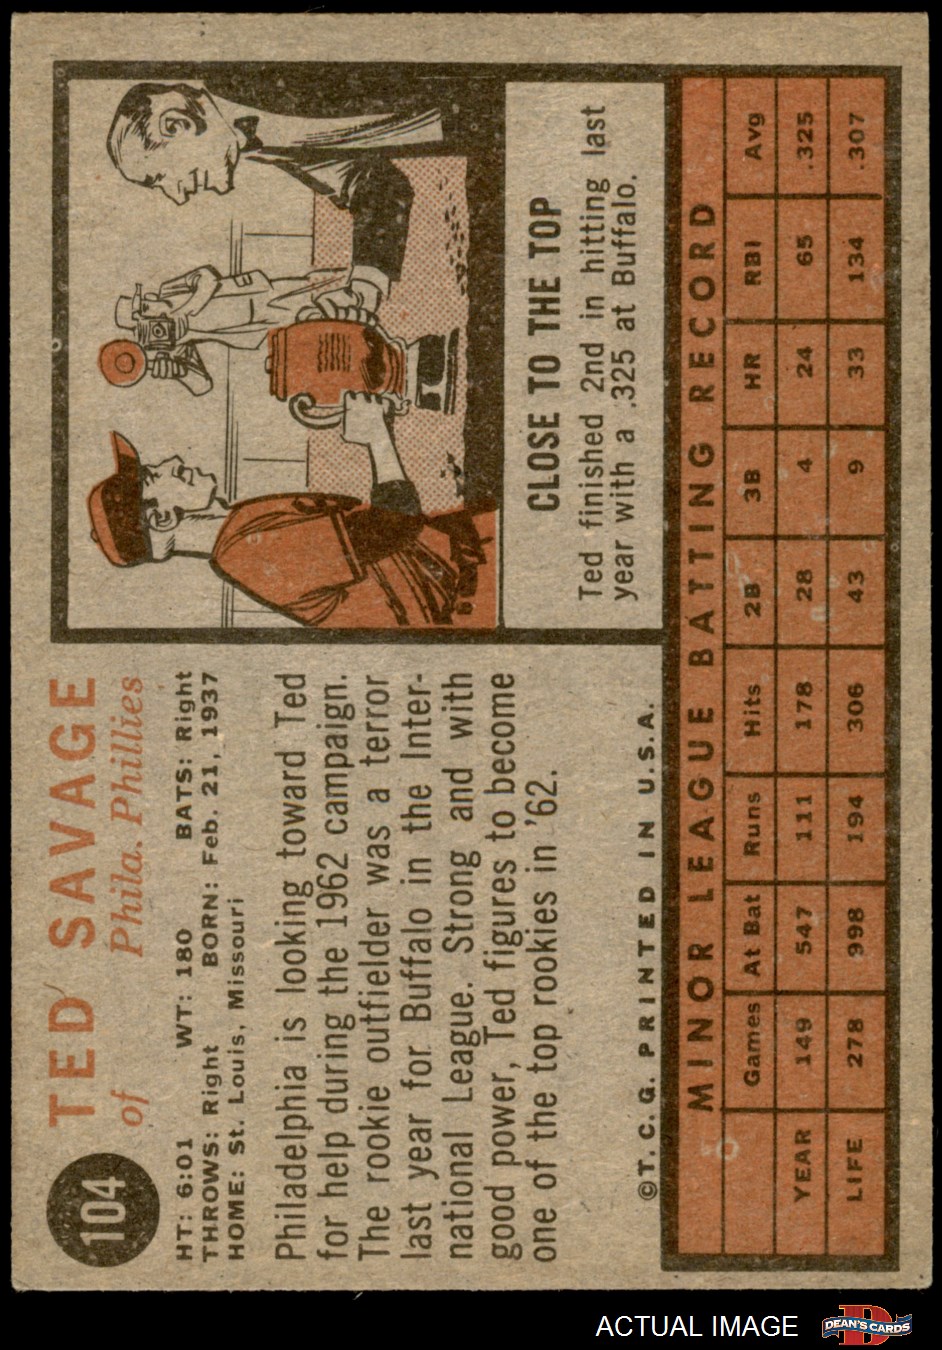 104
TED SAVAGE
of Phila. Phillies
HT: 6:01 WT: 180 BATS: Right
THROWS: Right BORN: Feb. 21, 1937
HOME: St. Louis, Missouri
Philadelphia is looking toward Ted
for help during the 1962 campaign.
The rookie outfielder was a terror
last year for Buffalo in the Inter-
national League. Strong and with
good power, Ted figures to become
one of the top rookies in '62.
©T.C.G. PRINTED IN U.S.A.
CLOSE TO THE TOP
Ted finished 2nd in hitting last
year with a .325 at Buffalo.
MINOR LEAGUE BATTING RECORD
Games At Bat Runs Hits 2B 3B HR RBI Avg
YEAR 149 547 111 178 28 4 24 65 .325
LIFE 278 998 194 306 43 9 33 134 .307
ACTUAL IMAGE
D
DEAN'S CARDS